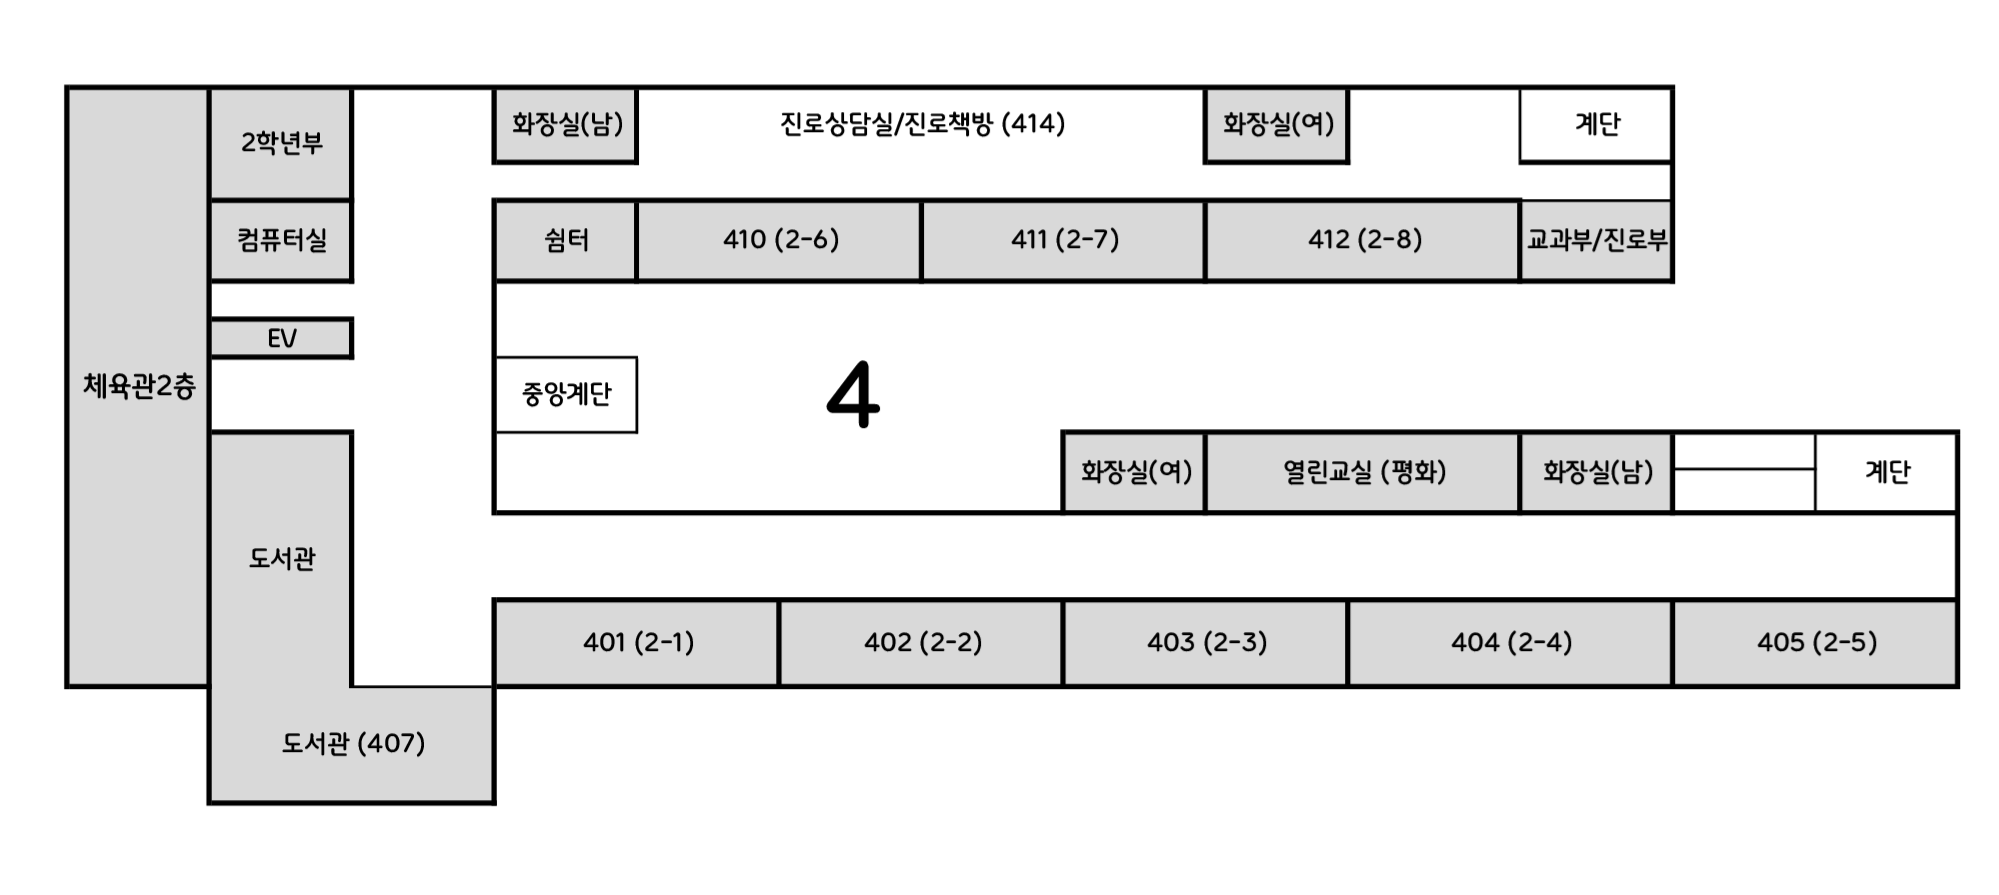 2학년부
화장실(남)
진로상담실/진로책방 (414)
화장실(여)
계단
컴퓨터실
쉼터
410 (2-6)
411 (2-7)
412 (2-8)
교과부/진로부
EV
체육관2층
중앙계단
4
화장실(여)
열린교실 (평화)
화장실(남)
계단
도서관
401 (2-1)
402 (2-2)
403 (2-3)
404 (2-4)
405 (2-5)
도서관 (407)